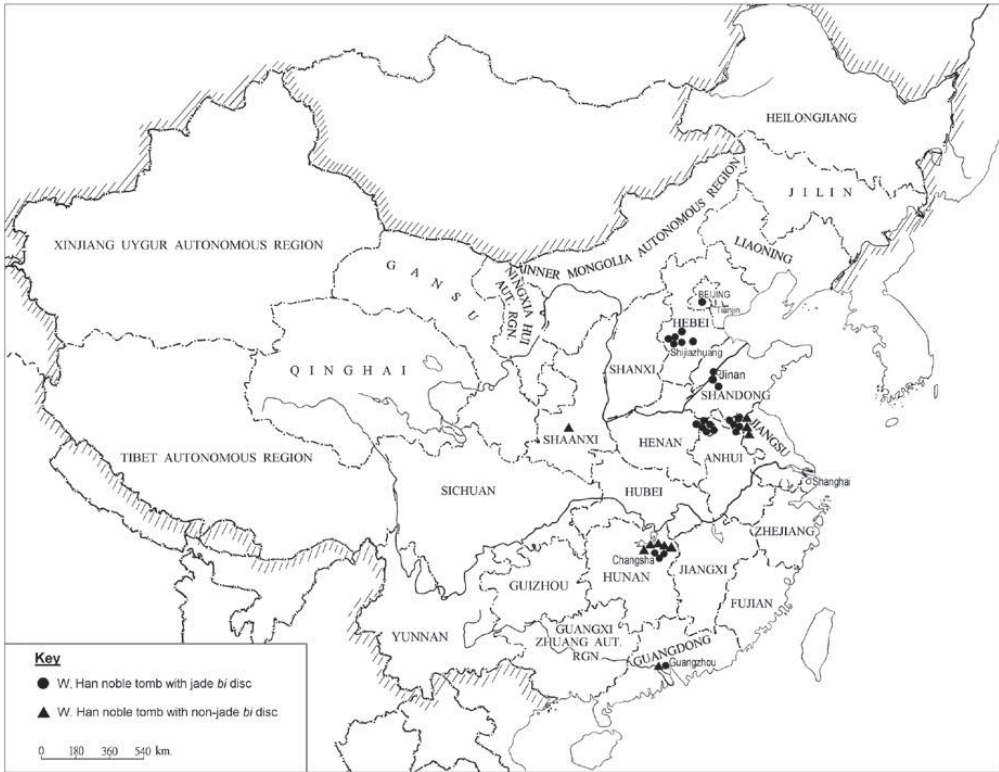 HEILONGJIANG
JILIN
INNER MONGOLIA AUTONOMOUS REGION
LIAONING
XINJIANG UYGUR AUTONOMOUS REGION
GANSU
NINGXIA HUI
AUT. RGN.
BEIJING
Tianjin
HEBEI
Shijiazhuang
QINGHAI
SHANXI
Jinan
SHANDONG
SHAANXI
HENAN
JIANGSU
ANHUI
TIBET AUTONOMOUS REGION
SICHUAN
HUBEI
Shanghai
ZHEJIANG
Changsha
HUNAN
JIANGXI
GUIZHOU
FUJIAN
YUNNAN
GUANGXI
ZHUANG AUT.
RGN.
GUANGDONG
Guangzhou
Key
W. Han noble tomb with jade bi disc
W. Han noble tomb with non-jade bi disc
0 180 360 540 km.